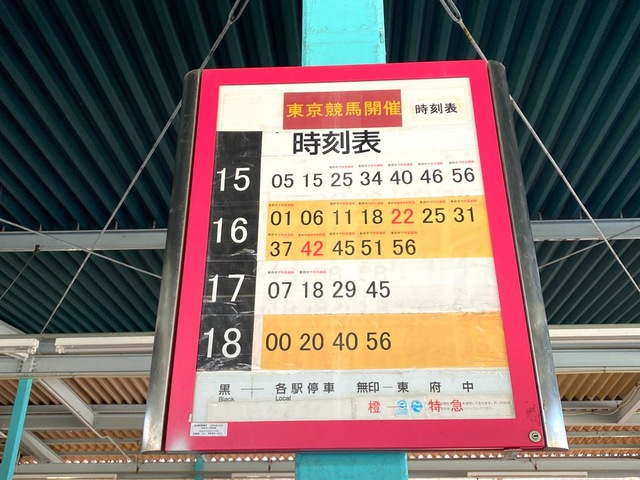 東京競馬開催 時刻表
時刻表
15 05 15 25 34 40 46 56
16 01 06 11 18 22 25 31
37 42 45 51 56
17 07 18 29 45
18 00 20 40 56
黒 各駅停車 無印―東府中
Black Local
橙 特急